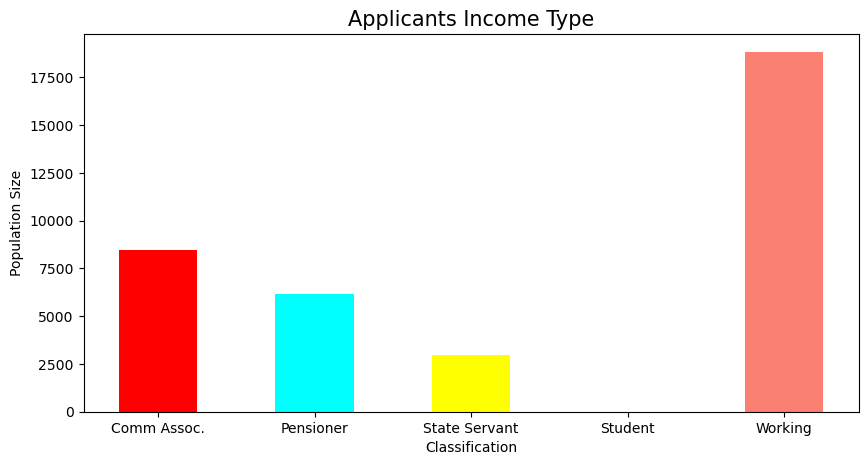 Applicants Income Type
Population Size
17500
15000
12500
10000
7500
5000
2500
0
Comm Assoc.
Pensioner
State Servant
Student
Working
Classification